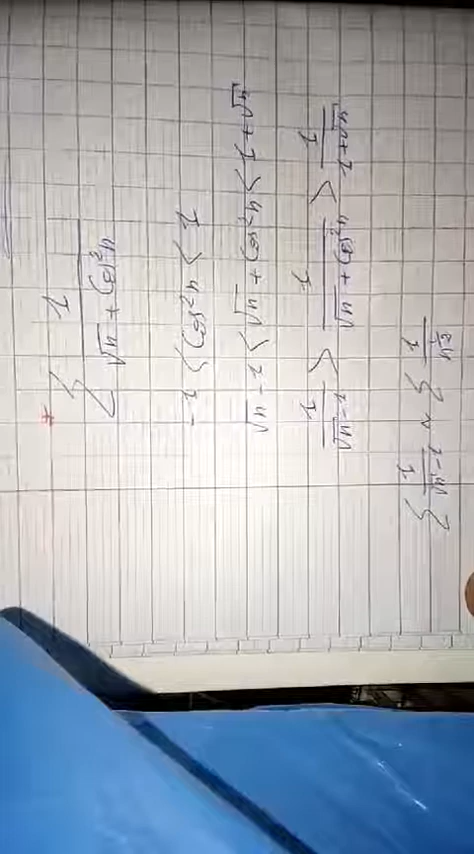 * ∑ 1/(√n + Cos²n)
-1 < Cos²n < 1
√n - 1 < √n + Cos²n < 1 + √n
1/(√n - 1) > 1/(√n + Cos²n) > 1/(√n + 1)
∑ 1/(√n - 1) ~ ∑ 1/n^(1/2)